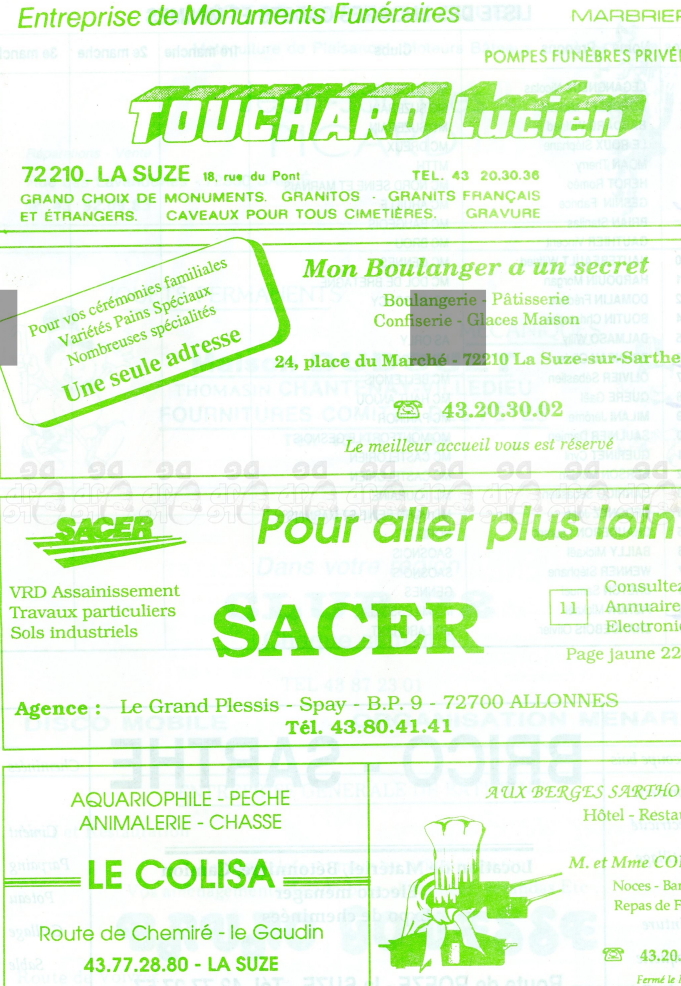 Entreprise de Monuments Funéraires MARBRIER
POMPES FUNÈBRES PRIVÉ
TOUCHARD Lucien
72210 - LA SUZE 18, rue du Pont TEL. 43 20.30.36
GRAND CHOIX DE MONUMENTS. GRANITOS - GRANITS FRANÇAIS
ET ÉTRANGERS. CAVEAUX POUR TOUS CIMETIÈRES. GRAVURE
Pour vos cérémonies familiales
Variétés Pains Spéciaux
Nombreuses spécialités
Une seule adresse
Mon Boulanger a un secret
Boulangerie - Pâtisserie
Confiserie - Glaces Maison
24, place du Marché - 72210 La Suze-sur-Sarthe
☎ 43.20.30.02
Le meilleur accueil vous est réservé
SACER
VRD Assainissement
Travaux particuliers
Sols industriels
Pour aller plus loin
SACER
11
Consultez
Annuaire
Electroni
Page jaune 22
Agence : Le Grand Plessis - Spay - B.P. 9 - 72700 ALLONNES
Tél. 43.80.41.41
AQUARIOPHILE - PECHE
ANIMALERIE - CHASSE
LE COLISA
Route de Chemiré - le Gaudin
43.77.28.80 - LA SUZE
AUX BERGES SARTHO
Hôtel - Resta
M. et Mme CO
Noces - Ba
Repas de F
☎ 43.20.
Fermé le